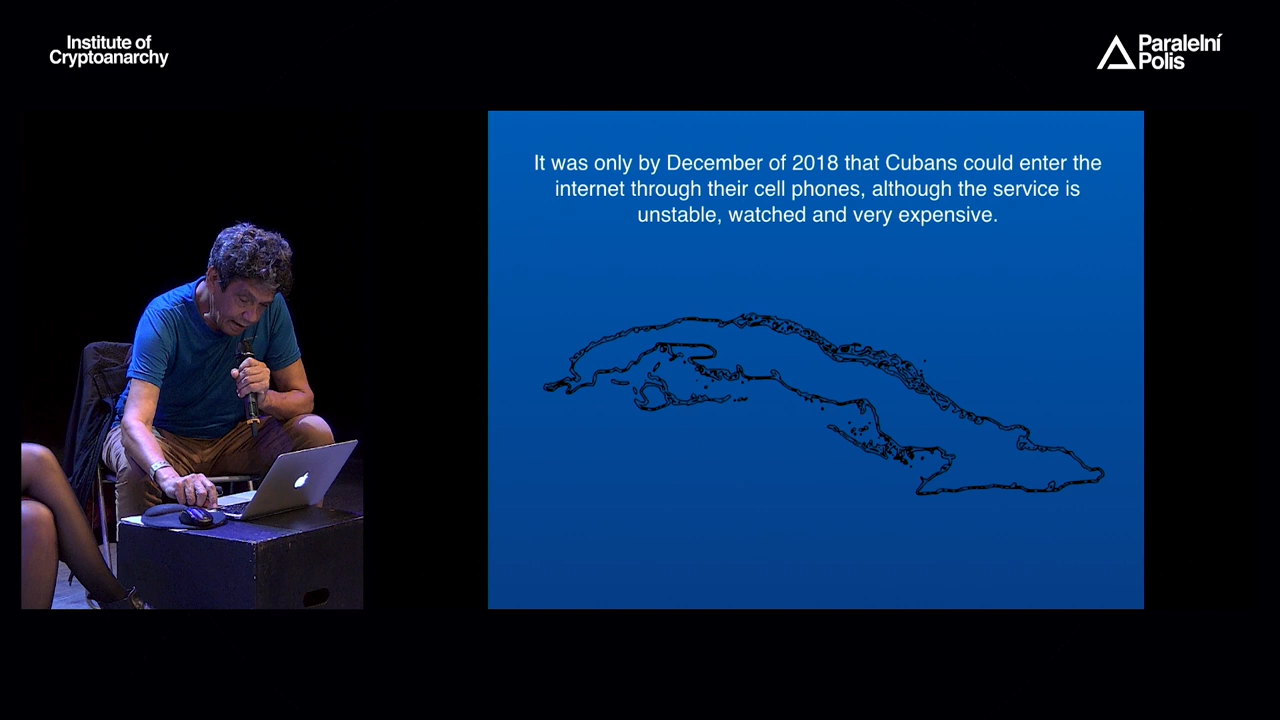 Institute of
Cryptoanarchy
Paralelní
Polis
It was only by December of 2018 that Cubans could enter the
internet through their cell phones, although the service is
unstable, watched and very expensive.